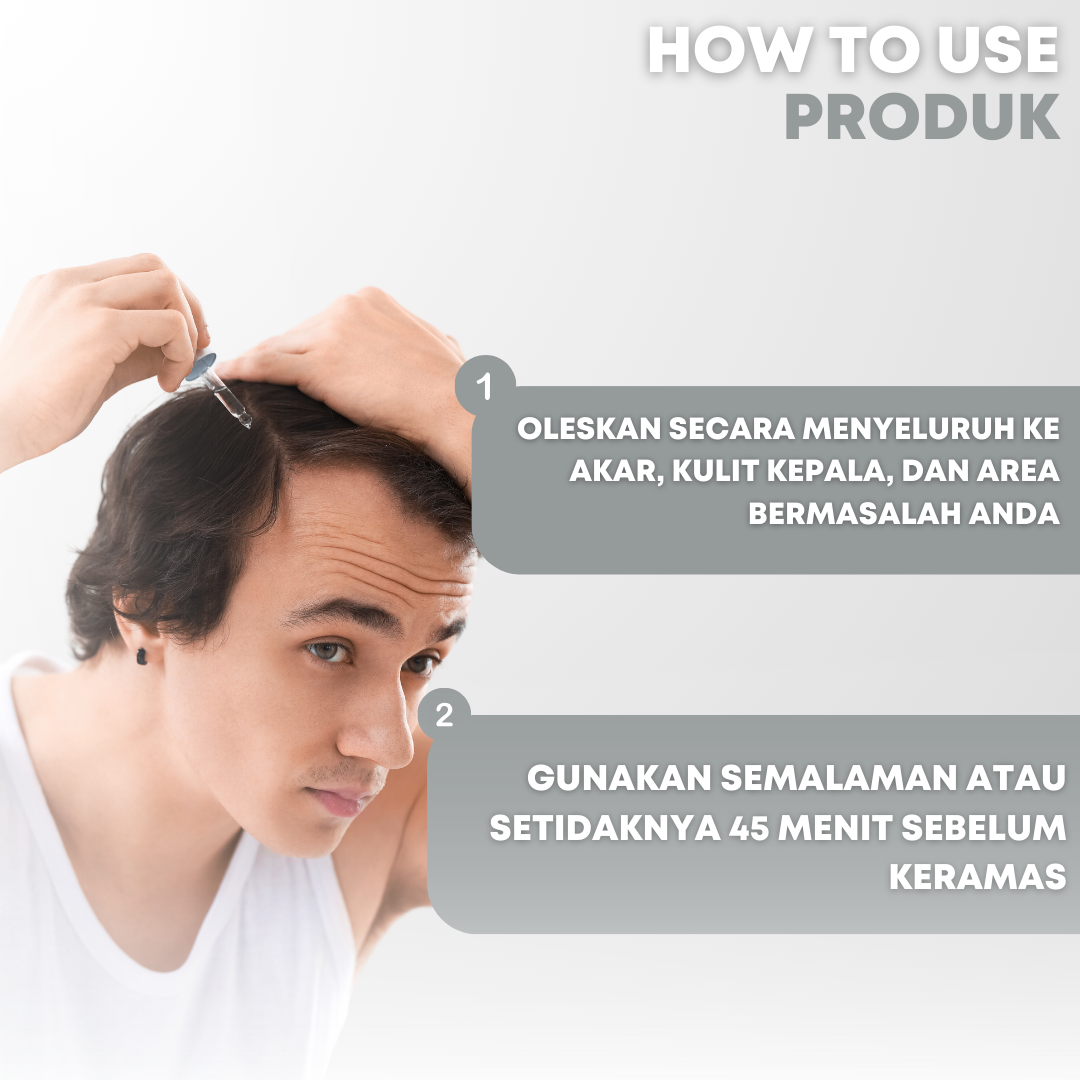 HOW TO USE
PRODUK
1
OLESKAN SECARA MENYELURUH KE
AKAR, KULIT KEPALA, DAN AREA
BERMASALAH ANDA
2
GUNAKAN SEMALAMAN ATAU
SETIDAKNYA 45 MENIT SEBELUM
KERAMAS